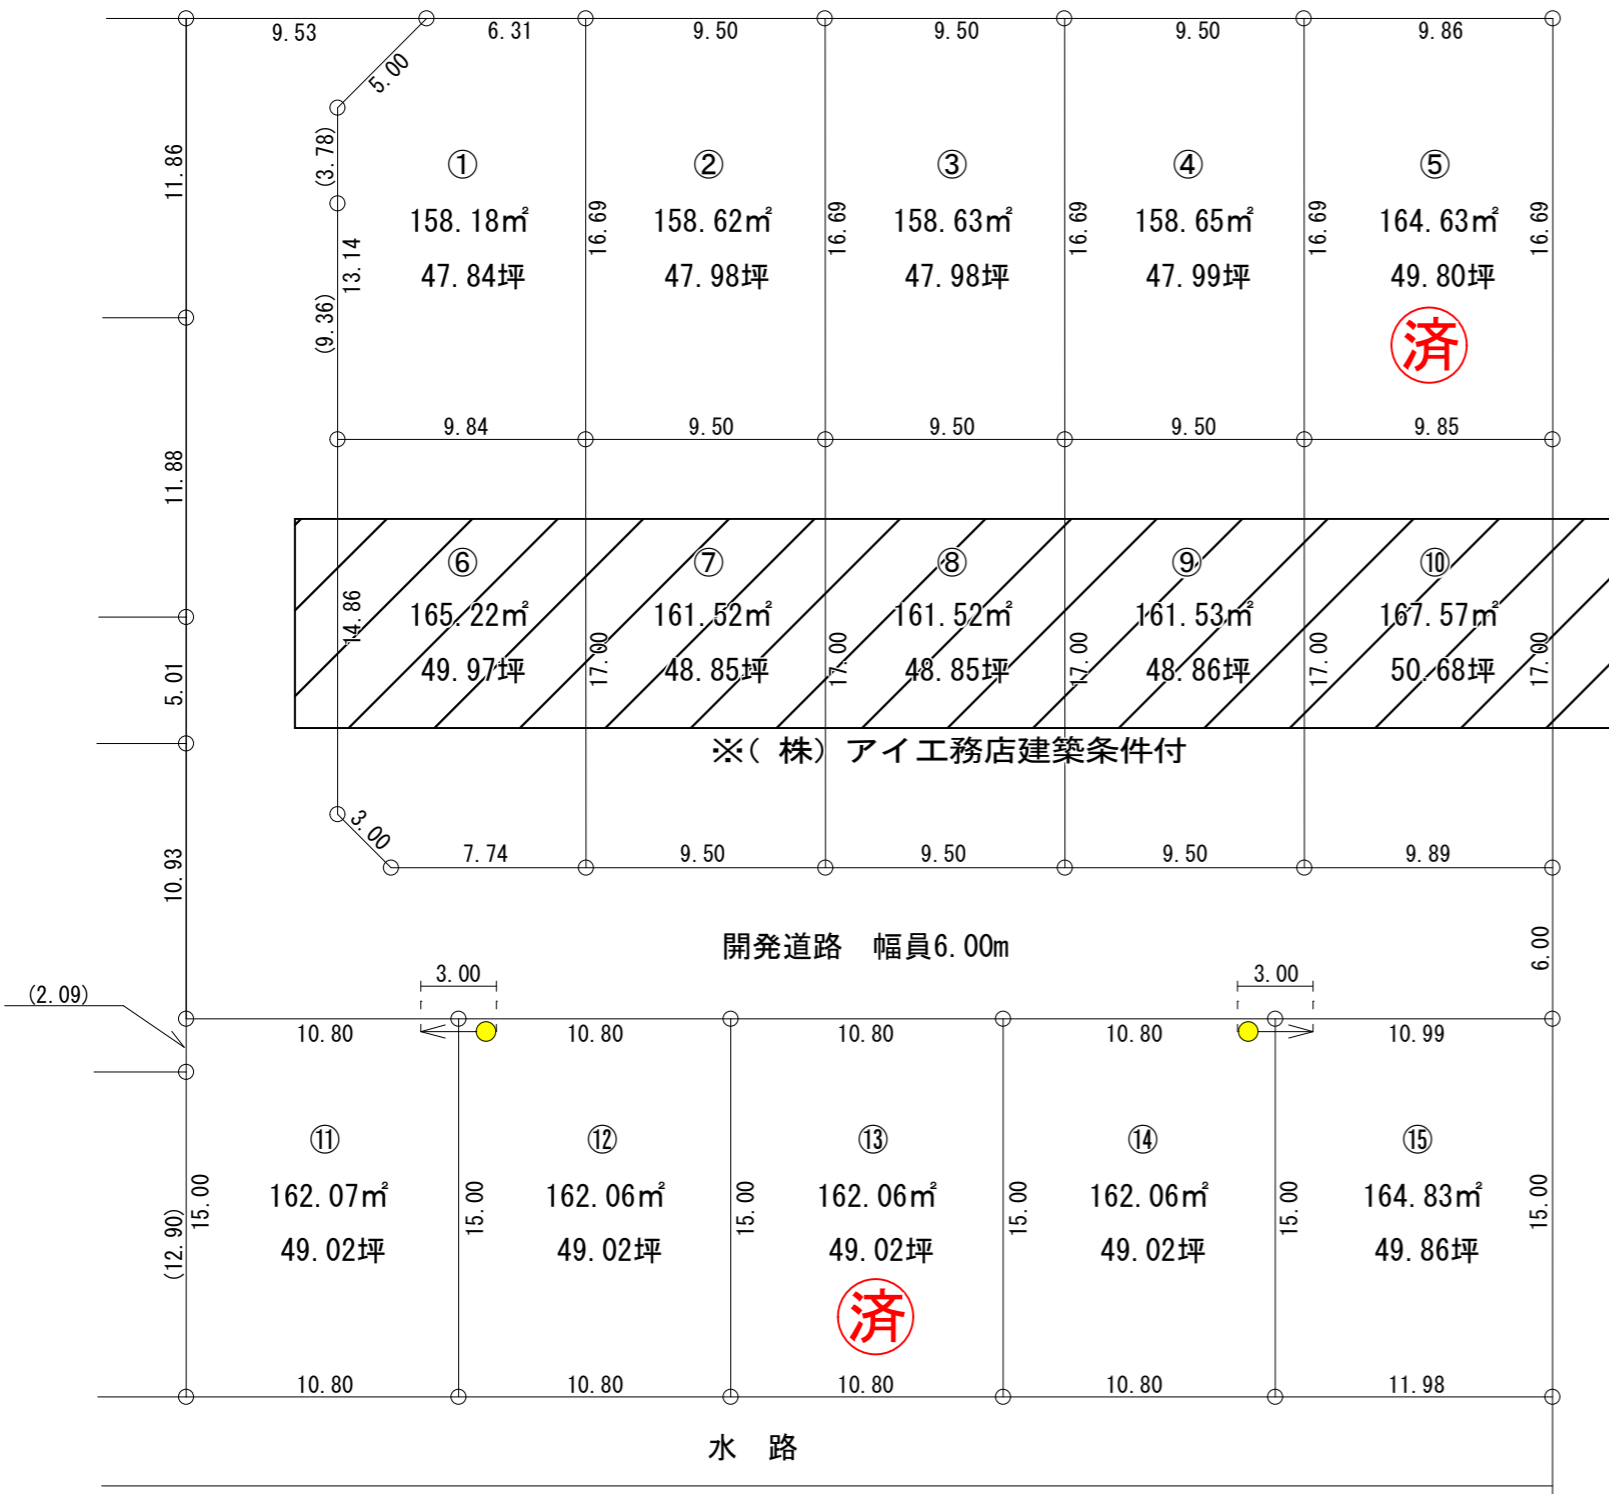 9.53 6.31 9.50 9.50 9.50 9.86
5.00
11.86 (3.78) 13.14 (9.36) 16.69 16.69 16.69 16.69 16.69
① ② ③ ④ ⑤
158.18㎡ 158.62㎡ 158.63㎡ 158.65㎡ 164.63㎡
47.84坪 47.98坪 47.98坪 47.99坪 49.80坪
済
9.84 9.50 9.50 9.50 9.85
11.88
⑥ ⑦ ⑧ ⑨ ⑩
14.86 165.22㎡ 161.52㎡ 161.52㎡ 161.53㎡ 167.57㎡
49.97坪 48.85坪 48.85坪 48.86坪 50.68坪
17.00 17.00 17.00 17.00 17.00
5.01
※(株)アイ工務店建築条件付
3.00
7.74 9.50 9.50 9.50 9.89
10.93
開発道路 幅員6.00m
6.00
3.00 3.00
(2.09)
10.80 10.80 10.80 10.80 10.99
⑪ ⑫ ⑬ ⑭ ⑮
162.07㎡ 162.06㎡ 162.06㎡ 162.06㎡ 164.83㎡
49.02坪 49.02坪 49.02坪 49.02坪 49.86坪
(12.90) 15.00 15.00 15.00 15.00 15.00 15.00
済
10.80 10.80 10.80 10.80 11.98
水 路